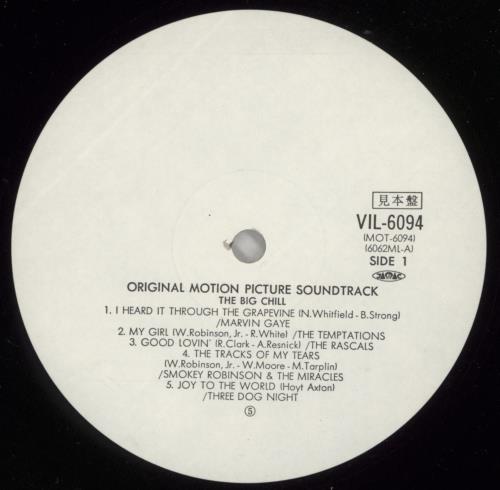 見本盤
VIL-6094
(MOT-6094)
(6062ML-A)
SIDE 1
JASRAC
ORIGINAL MOTION PICTURE SOUNDTRACK
THE BIG CHILL
1. I HEARD IT THROUGH THE GRAPEVINE (N.Whitfield - B.Strong)
/MARVIN GAYE
2. MY GIRL (W.Robinson, Jr. - R.White) /THE TEMPTATIONS
3. GOOD LOVIN' (R.Clark - A.Resnick) /THE RASCALS
4. THE TRACKS OF MY TEARS
(W.Robinson, Jr. - W.Moore - M.Tarplin)
/SMOKEY ROBINSON & THE MIRACLES
5. JOY TO THE WORLD (Hoyt Axton)
/THREE DOG NIGHT
⑤